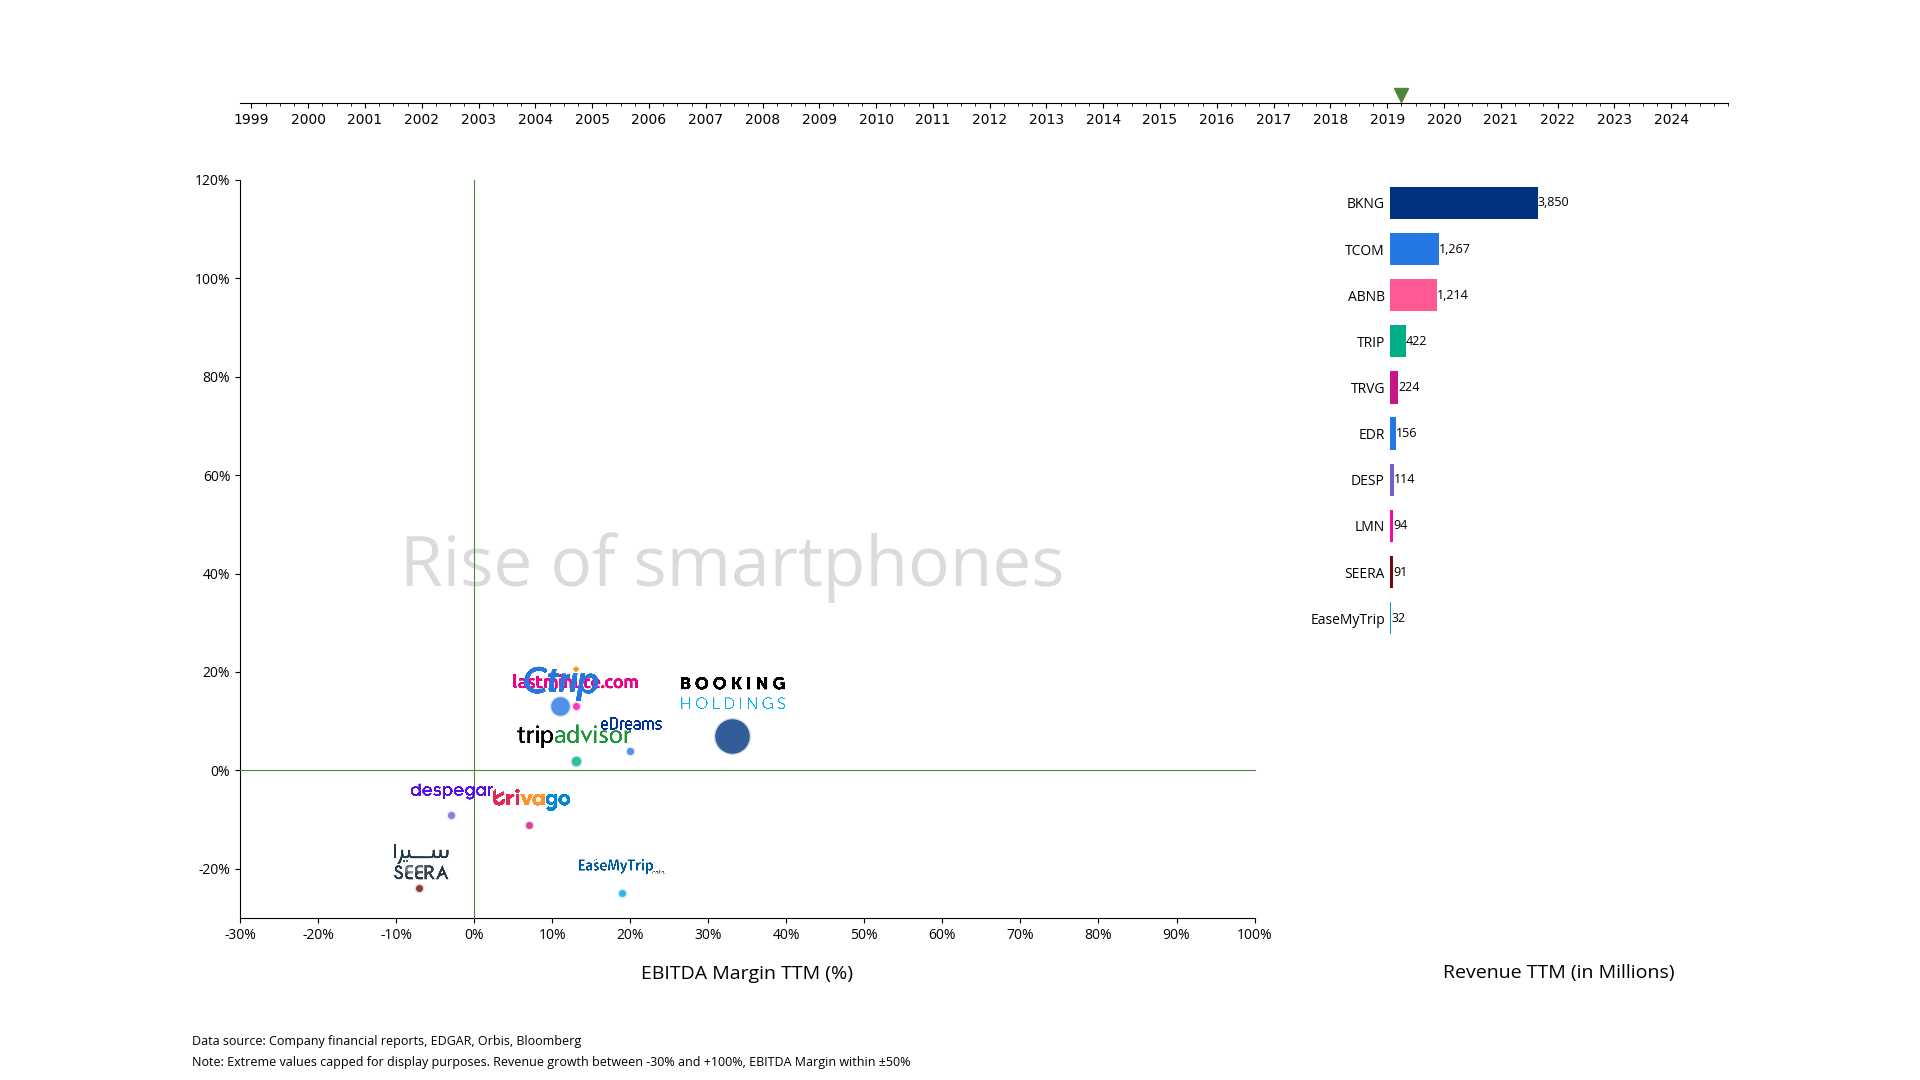 1999 2000 2001 2002 2003 2004 2005 2006 2007 2008 2009 2010 2011 2012 2013 2014 2015 2016 2017 2018 2019 2020 2021 2022 2023 2024
120%
100%
80%
60%
40%
20%
0%
-20%
-30% -20% -10% 0% 10% 20% 30% 40% 50% 60% 70% 80% 90% 100%
EBITDA Margin TTM (%)
Rise of smartphones
lastminute.com
Ctrip
BOOKING
HOLDINGS
eDreams
tripadvisor
despegar
trivago
سيرا
SEERA
EaseMyTrip
BKNG 3,850
TCOM 1,267
ABNB 1,214
TRIP 422
TRVG 224
EDR 156
DESP 114
LMN 94
SEERA 91
EaseMyTrip 32
Revenue TTM (in Millions)
Data source: Company financial reports, EDGAR, Orbis, Bloomberg
Note: Extreme values capped for display purposes. Revenue growth between -30% and +100%, EBITDA Margin within ±50%